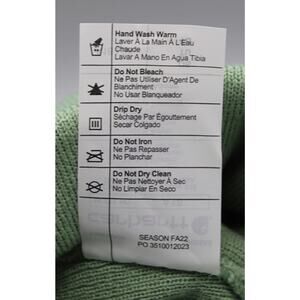 Hand Wash Warm
Laver À La Main À L'Eau
Chaude
Lavar A Mano En Agua Tibia
Do Not Bleach
Ne Pas Utiliser D'Agent De
Blanchiment
No Usar Blanqueador
Drip Dry
Séchage Par Égouttement
Secar Colgado
Do Not Iron
Ne Pas Repasser
No Planchar
Do Not Dry Clean
Ne Pas Nettoyer À Sec
No Limpiar En Seco
SEASON FA22
PO 3510012023